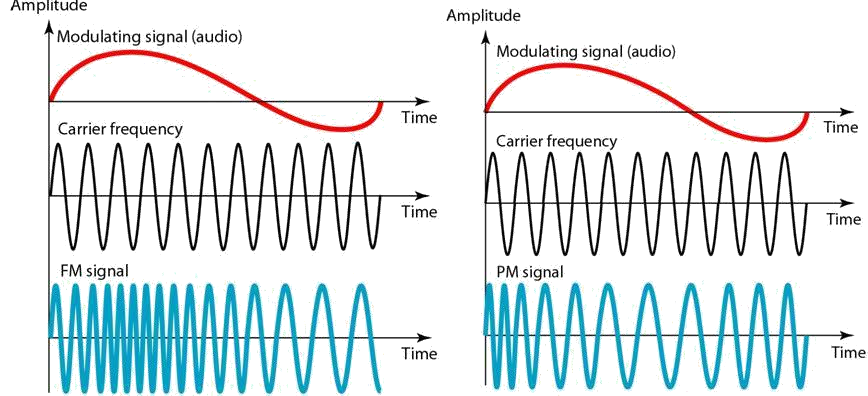 Amplitude
Modulating signal (audio)
Time
Carrier frequency
Time
FM signal
Time
Amplitude
Modulating signal (audio)
Time
Carrier frequency
Time
PM signal
Time